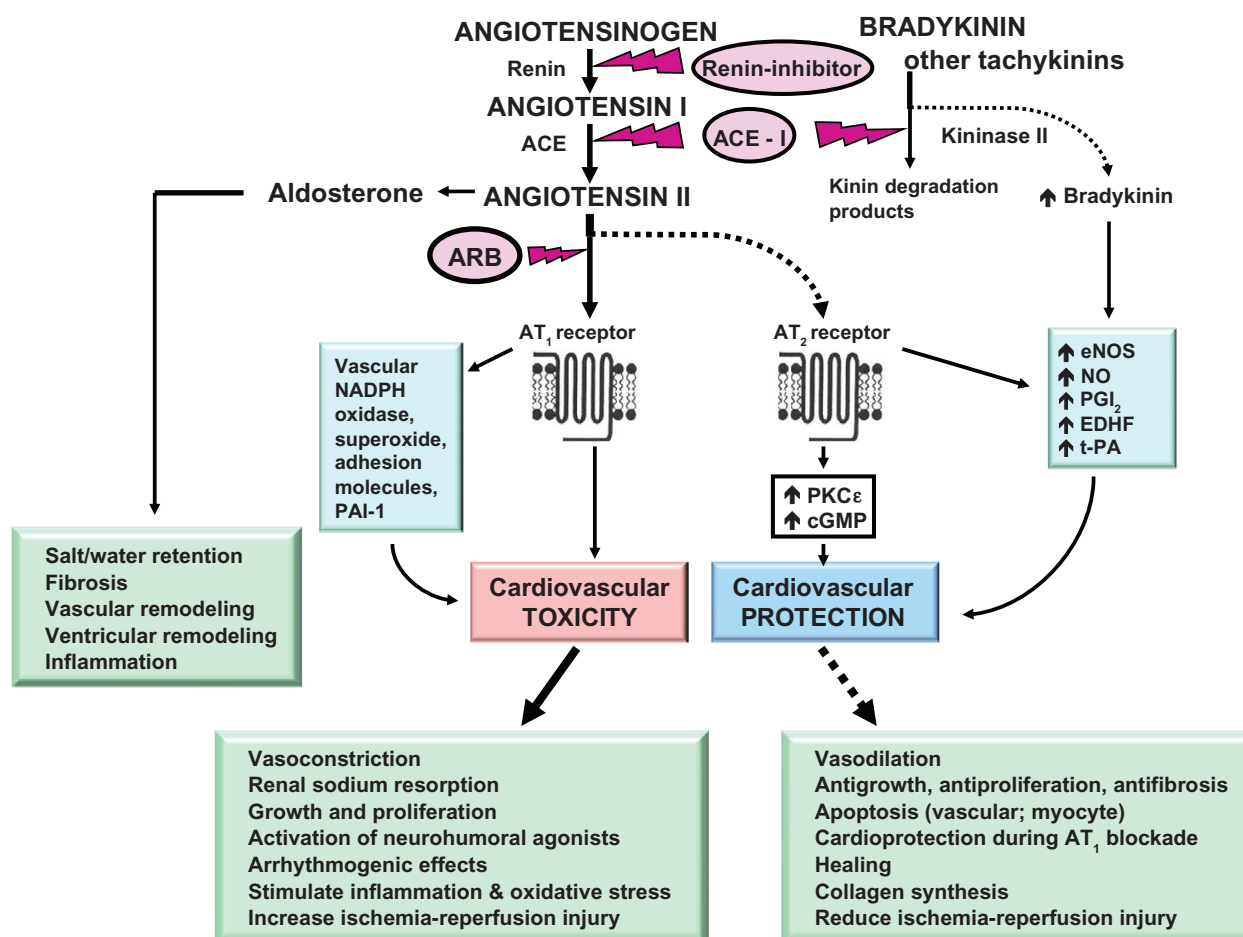 ANGIOTENSINOGEN
BRADYKININ
other tachykinins
Renin
Renin-inhibitor
ANGIOTENSIN I
ACE
ACE - I
Kininase II
Kinin degradation
products
🡩 Bradykinin
Aldosterone
ANGIOTENSIN II
ARB
AT₁ receptor
AT₂ receptor
Vascular
NADPH
oxidase,
superoxide,
adhesion
molecules,
PAI-1
🡩 eNOS
🡩 NO
🡩 PGI₂
🡩 EDHF
🡩 t-PA
🡩 PKCε
🡩 cGMP
Salt/water retention
Fibrosis
Vascular remodeling
Ventricular remodeling
Inflammation
Cardiovascular
TOXICITY
Cardiovascular
PROTECTION
Vasoconstriction
Renal sodium resorption
Growth and proliferation
Activation of neurohumoral agonists
Arrhythmogenic effects
Stimulate inflammation & oxidative stress
Increase ischemia-reperfusion injury
Vasodilation
Antigrowth, antiproliferation, antifibrosis
Apoptosis (vascular; myocyte)
Cardioprotection during AT₁ blockade
Healing
Collagen synthesis
Reduce ischemia-reperfusion injury